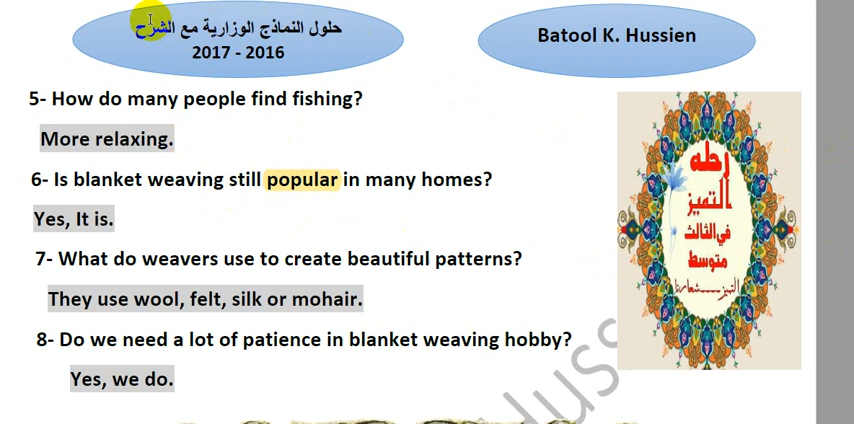 حلول النماذج الوزارية مع الشرح
2017 - 2016
Batool K. Hussien
5- How do many people find fishing?
More relaxing.
6- Is blanket weaving still popular in many homes?
Yes, It is.
7- What do weavers use to create beautiful patterns?
They use wool, felt, silk or mohair.
8- Do we need a lot of patience in blanket weaving hobby?
Yes, we do.
رحلة
التميز
في الثالث
متوسط
التميز____شعارنا
Huss